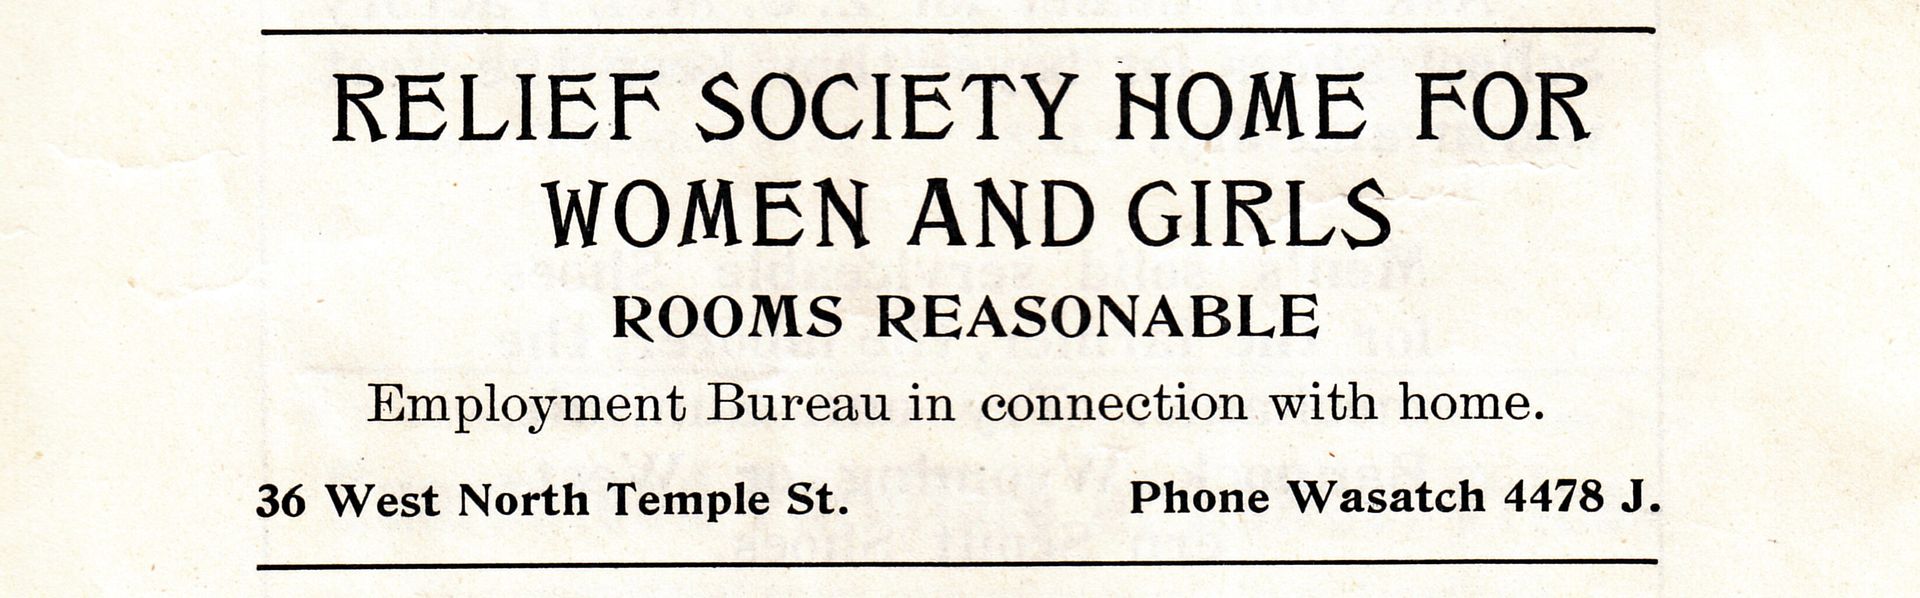 RELIEF SOCIETY HOME FOR
WOMEN AND GIRLS
ROOMS REASONABLE
Employment Bureau in connection with home.
36 West North Temple St. Phone Wasatch 4478 J.